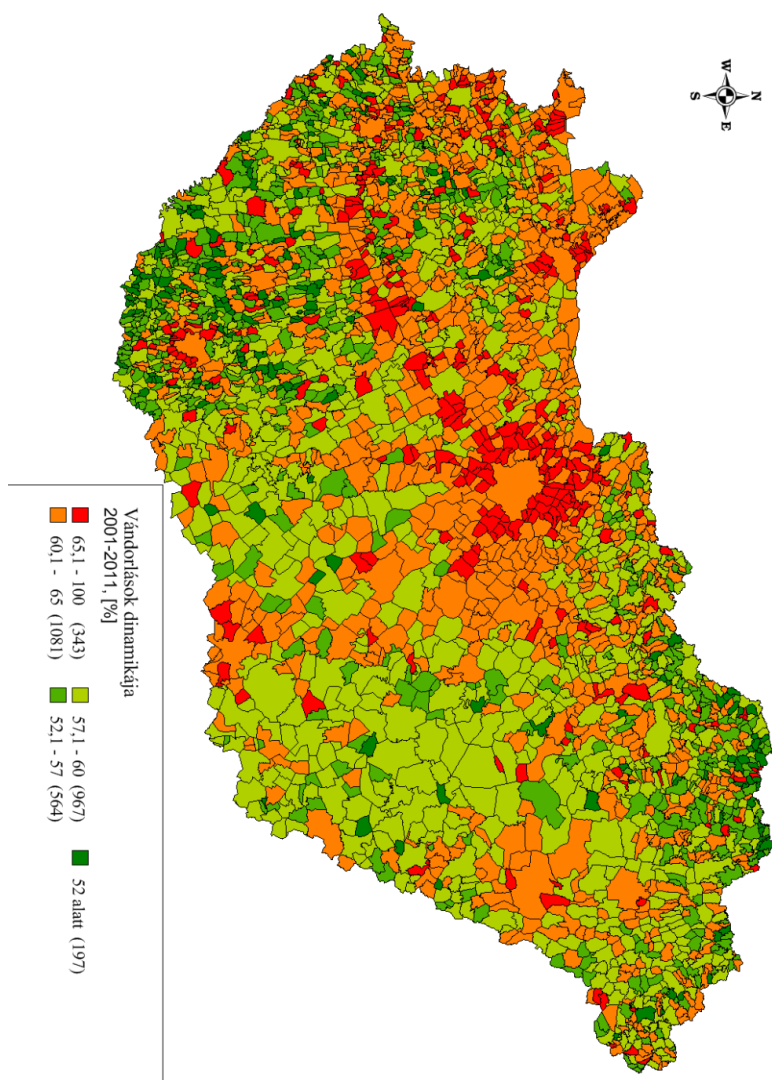 N
W
E
S
Vándorlások dinamikája
2001-2011, [%]
65,1 - 100 (343) 57,1 - 60 (967) 52 alatt (197)
60,1 - 65 (1081) 52,1 - 57 (564)